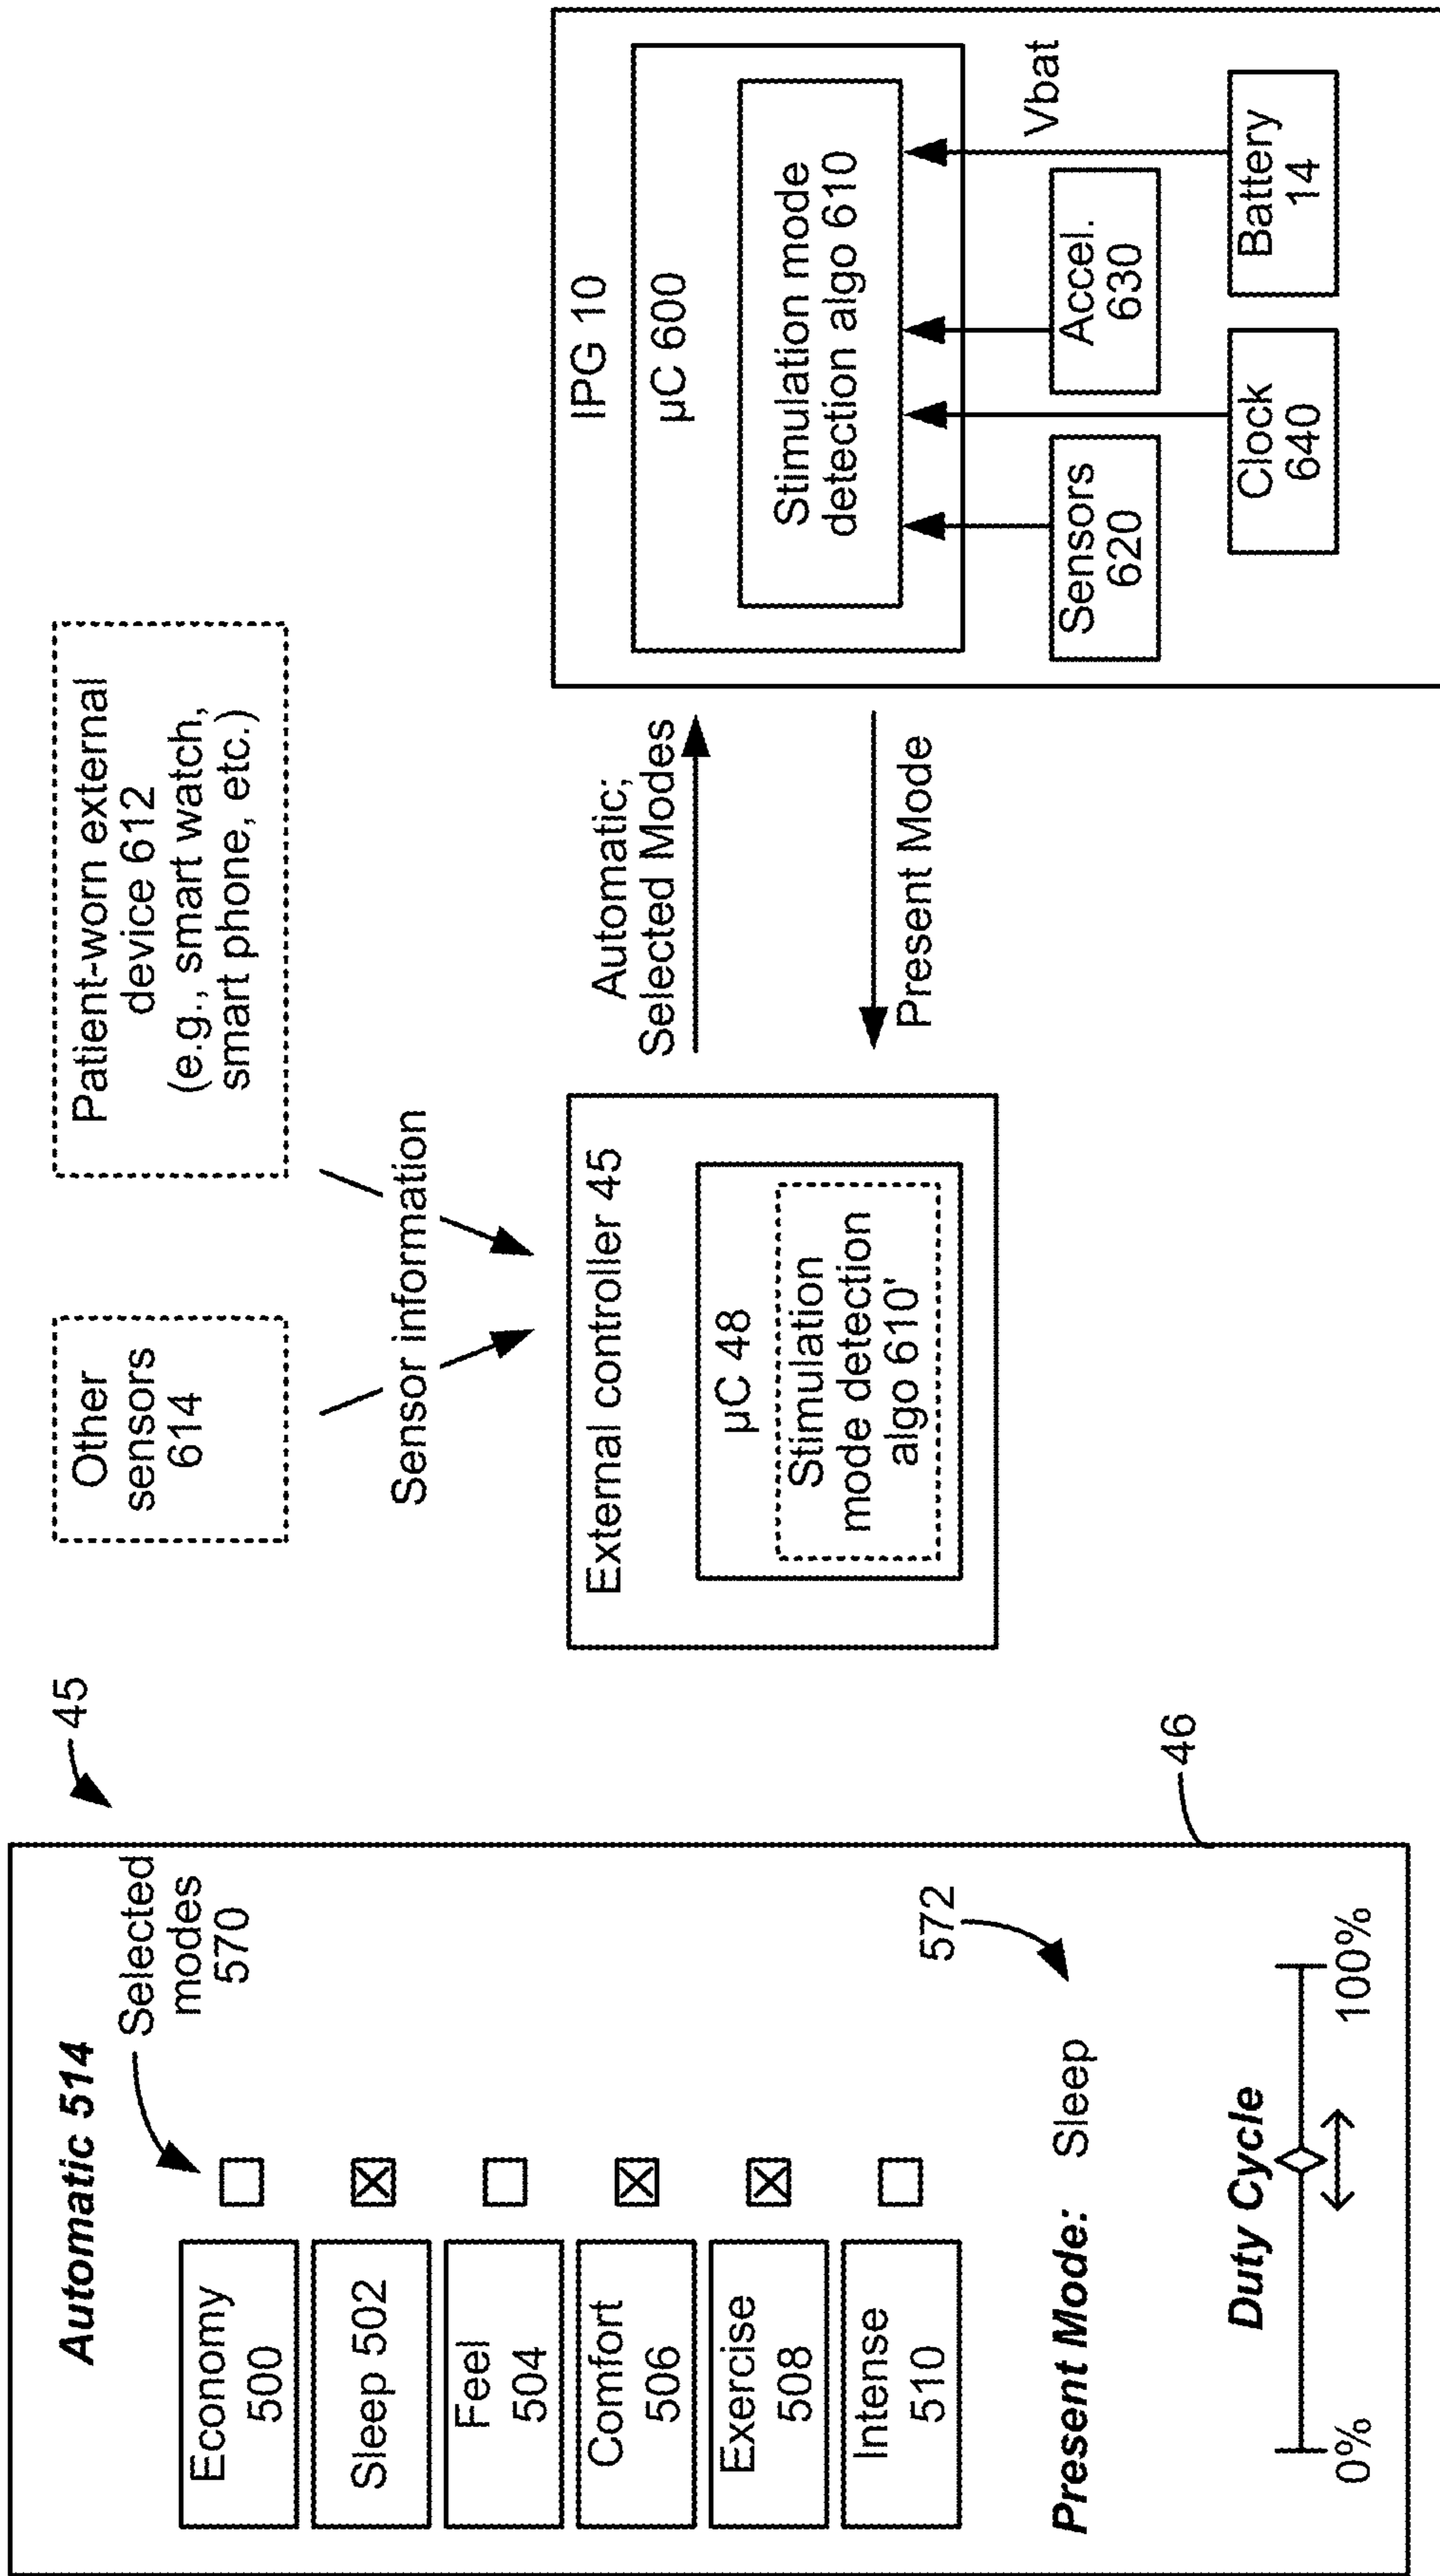 Automatic 514
45
Selected
modes
570
Economy
500
Sleep 502
Feel
504
Comfort
506
Exercise
508
Intense
510
572
Present Mode: Sleep
46
Duty Cycle
0%
100%
Other
sensors
614
Patient-worn external
device 612
(e.g., smart watch,
smart phone, etc.)
Sensor information
External controller 45
µC 48
Stimulation
mode detection
algo 610'
Automatic;
Selected Modes
Present Mode
IPG 10
µC 600
Stimulation mode
detection algo 610
Vbat
Sensors
620
Accel.
630
Clock
640
Battery
14